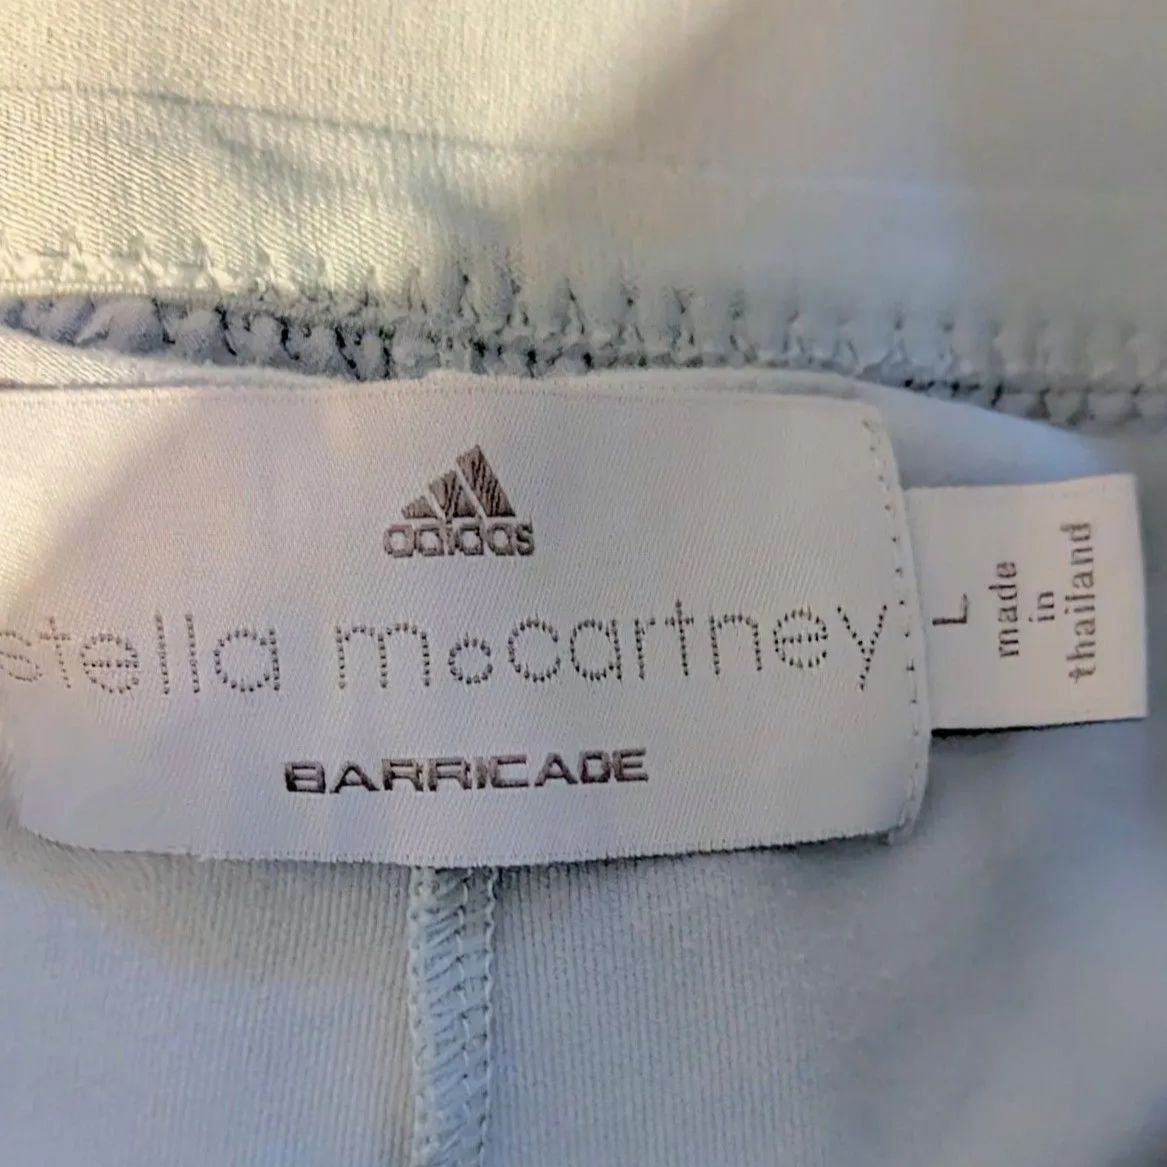 adidas
stella mccartney
BARRICADE
L
made
in
thailand